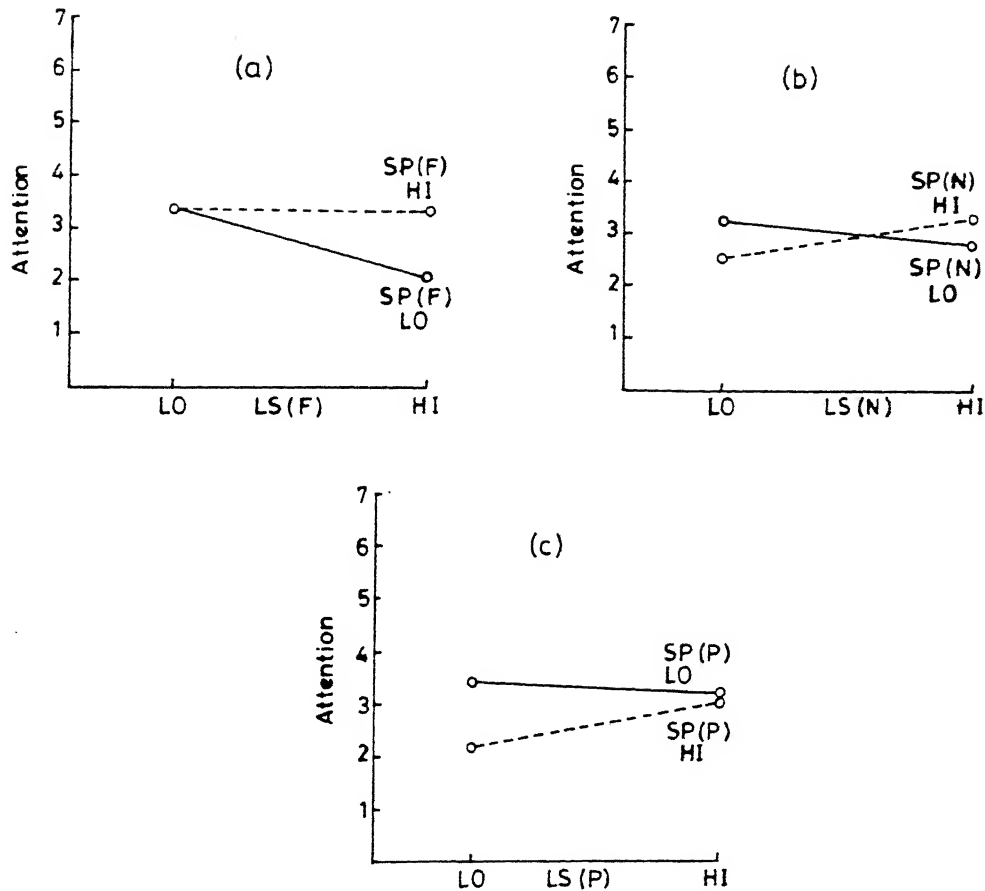 7
6
5
4
3
2
1
Attention
(a)
SP(F)
HI
SP(F)
LO
LO LS(F) HI
7
6
5
4
3
2
1
Attention
(b)
SP(N)
HI
SP(N)
LO
LO LS(N) HI
7
6
5
4
3
2
1
Attention
(c)
SP(P)
LO
SP(P)
HI
LO LS(P) HI